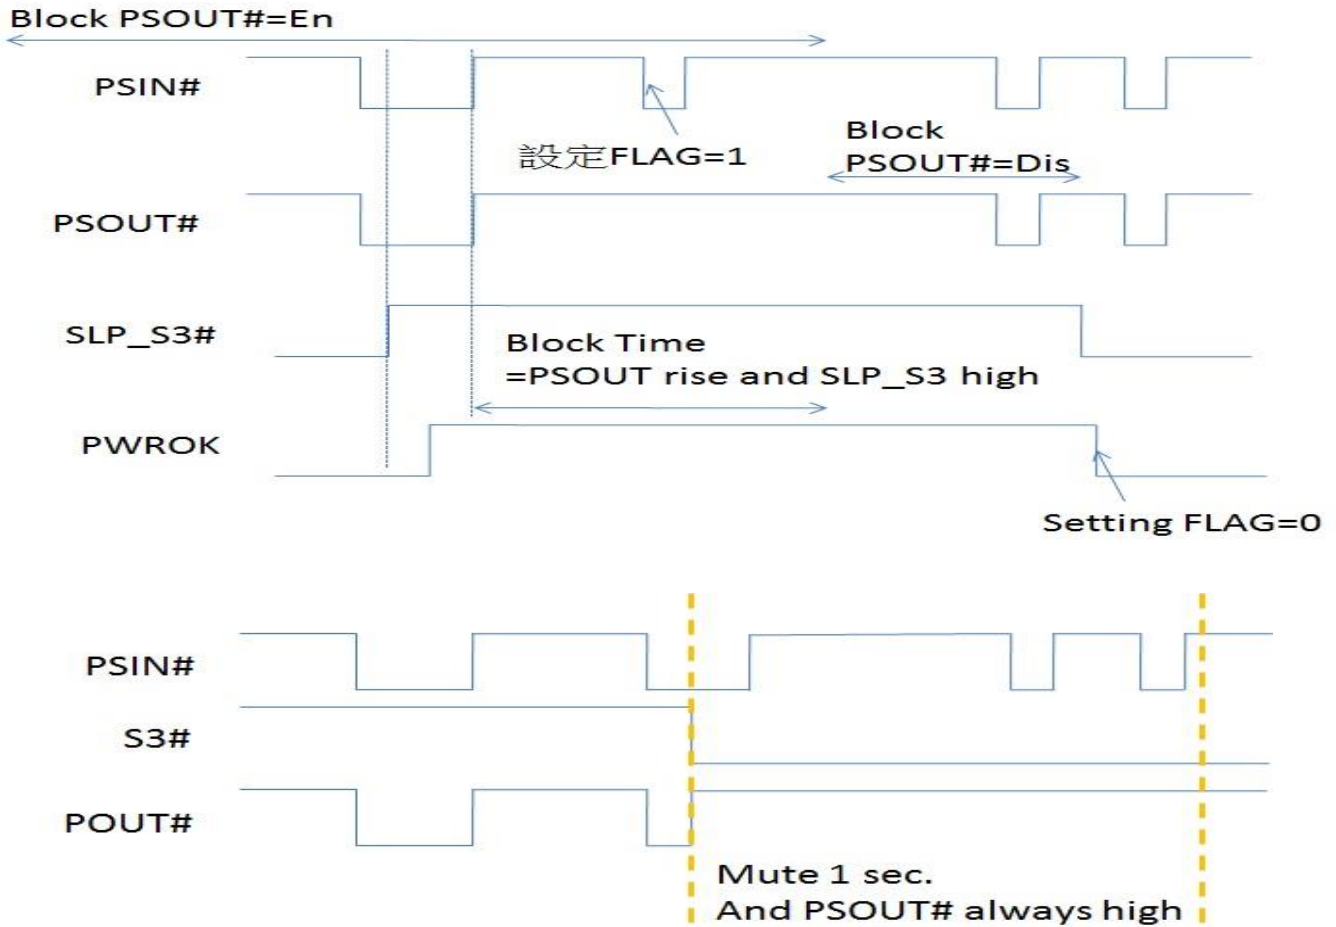 Block PSOUT#=En
PSIN#
設定FLAG=1
Block
PSOUT#=Dis
PSOUT#
SLP_S3#
Block Time
=PSOUT rise and SLP_S3 high
PWROK
Setting FLAG=0
PSIN#
S3#
POUT#
Mute 1 sec.
And PSOUT# always high